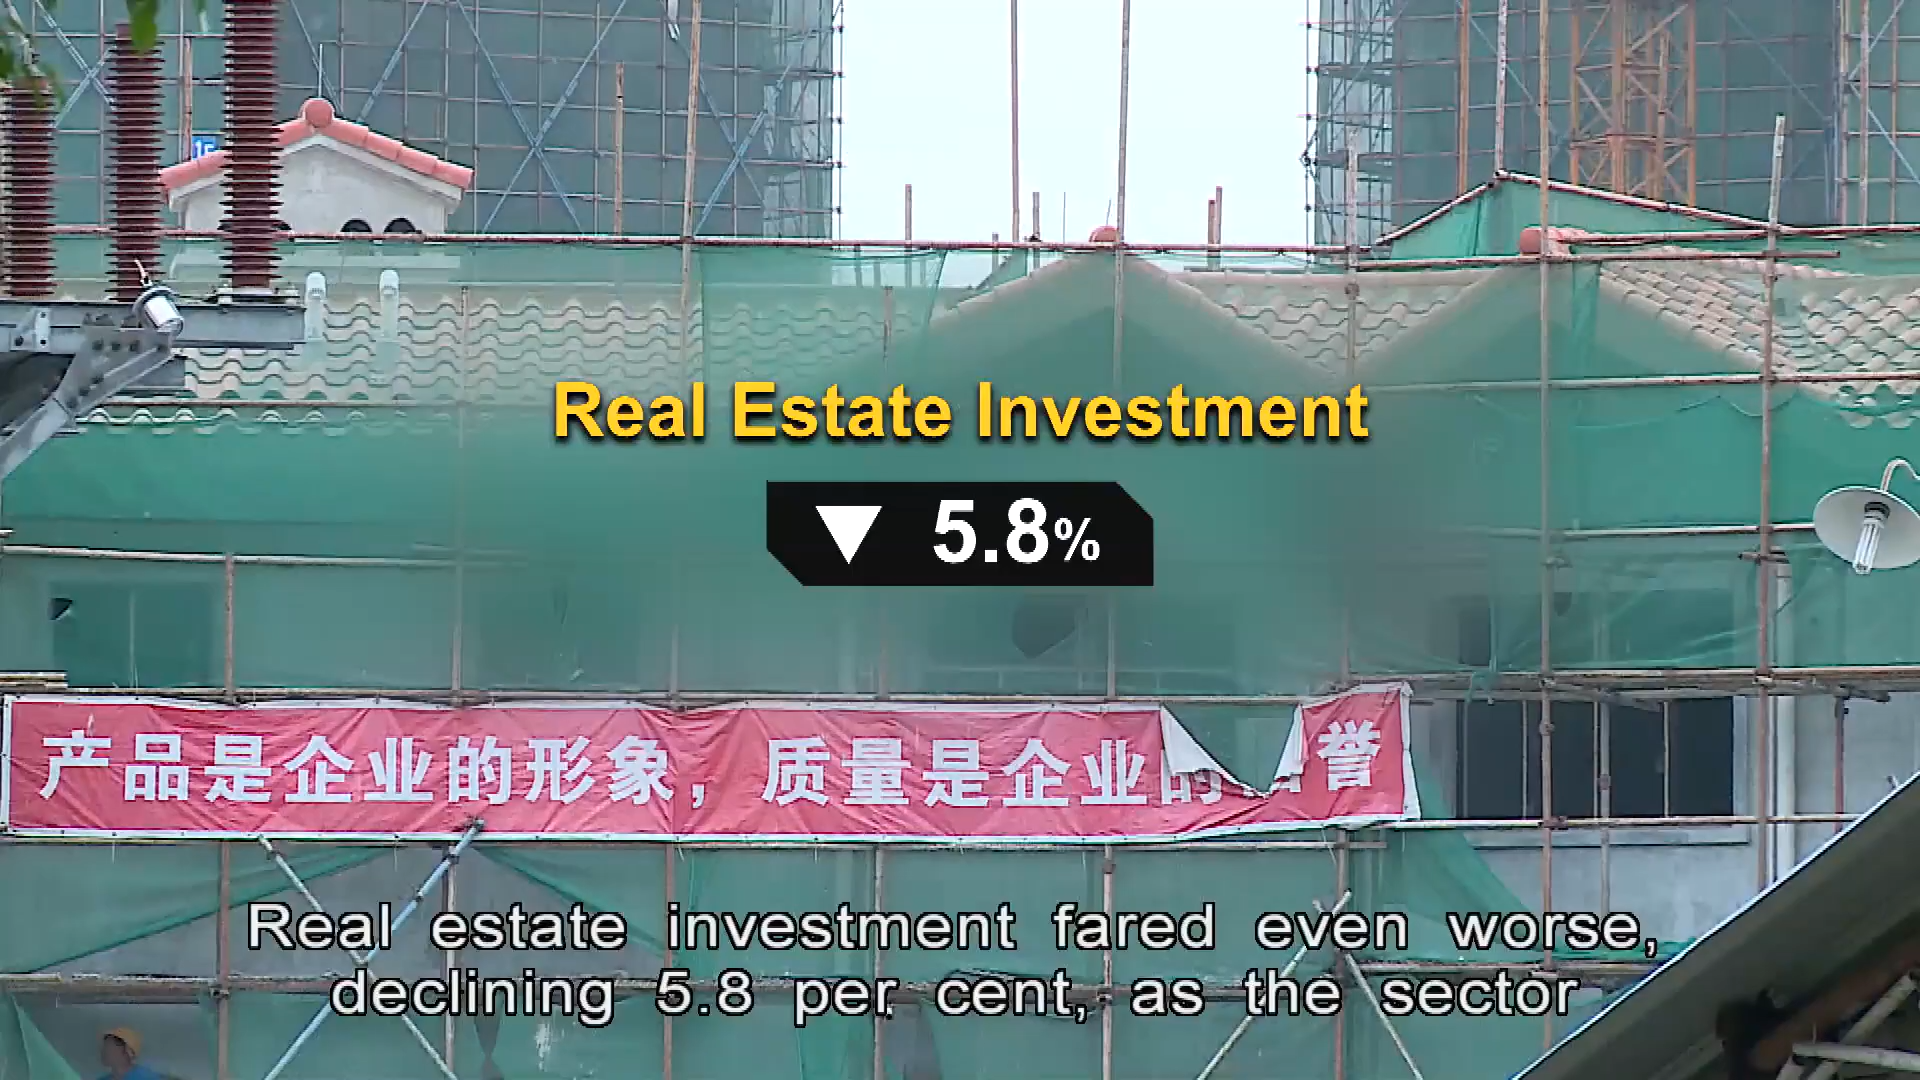 Real Estate Investment
▼ 5.8%
产品是企业的形象，质量是企业的 誉
Real estate investment fared even worse,
declining 5.8 per cent, as the sector